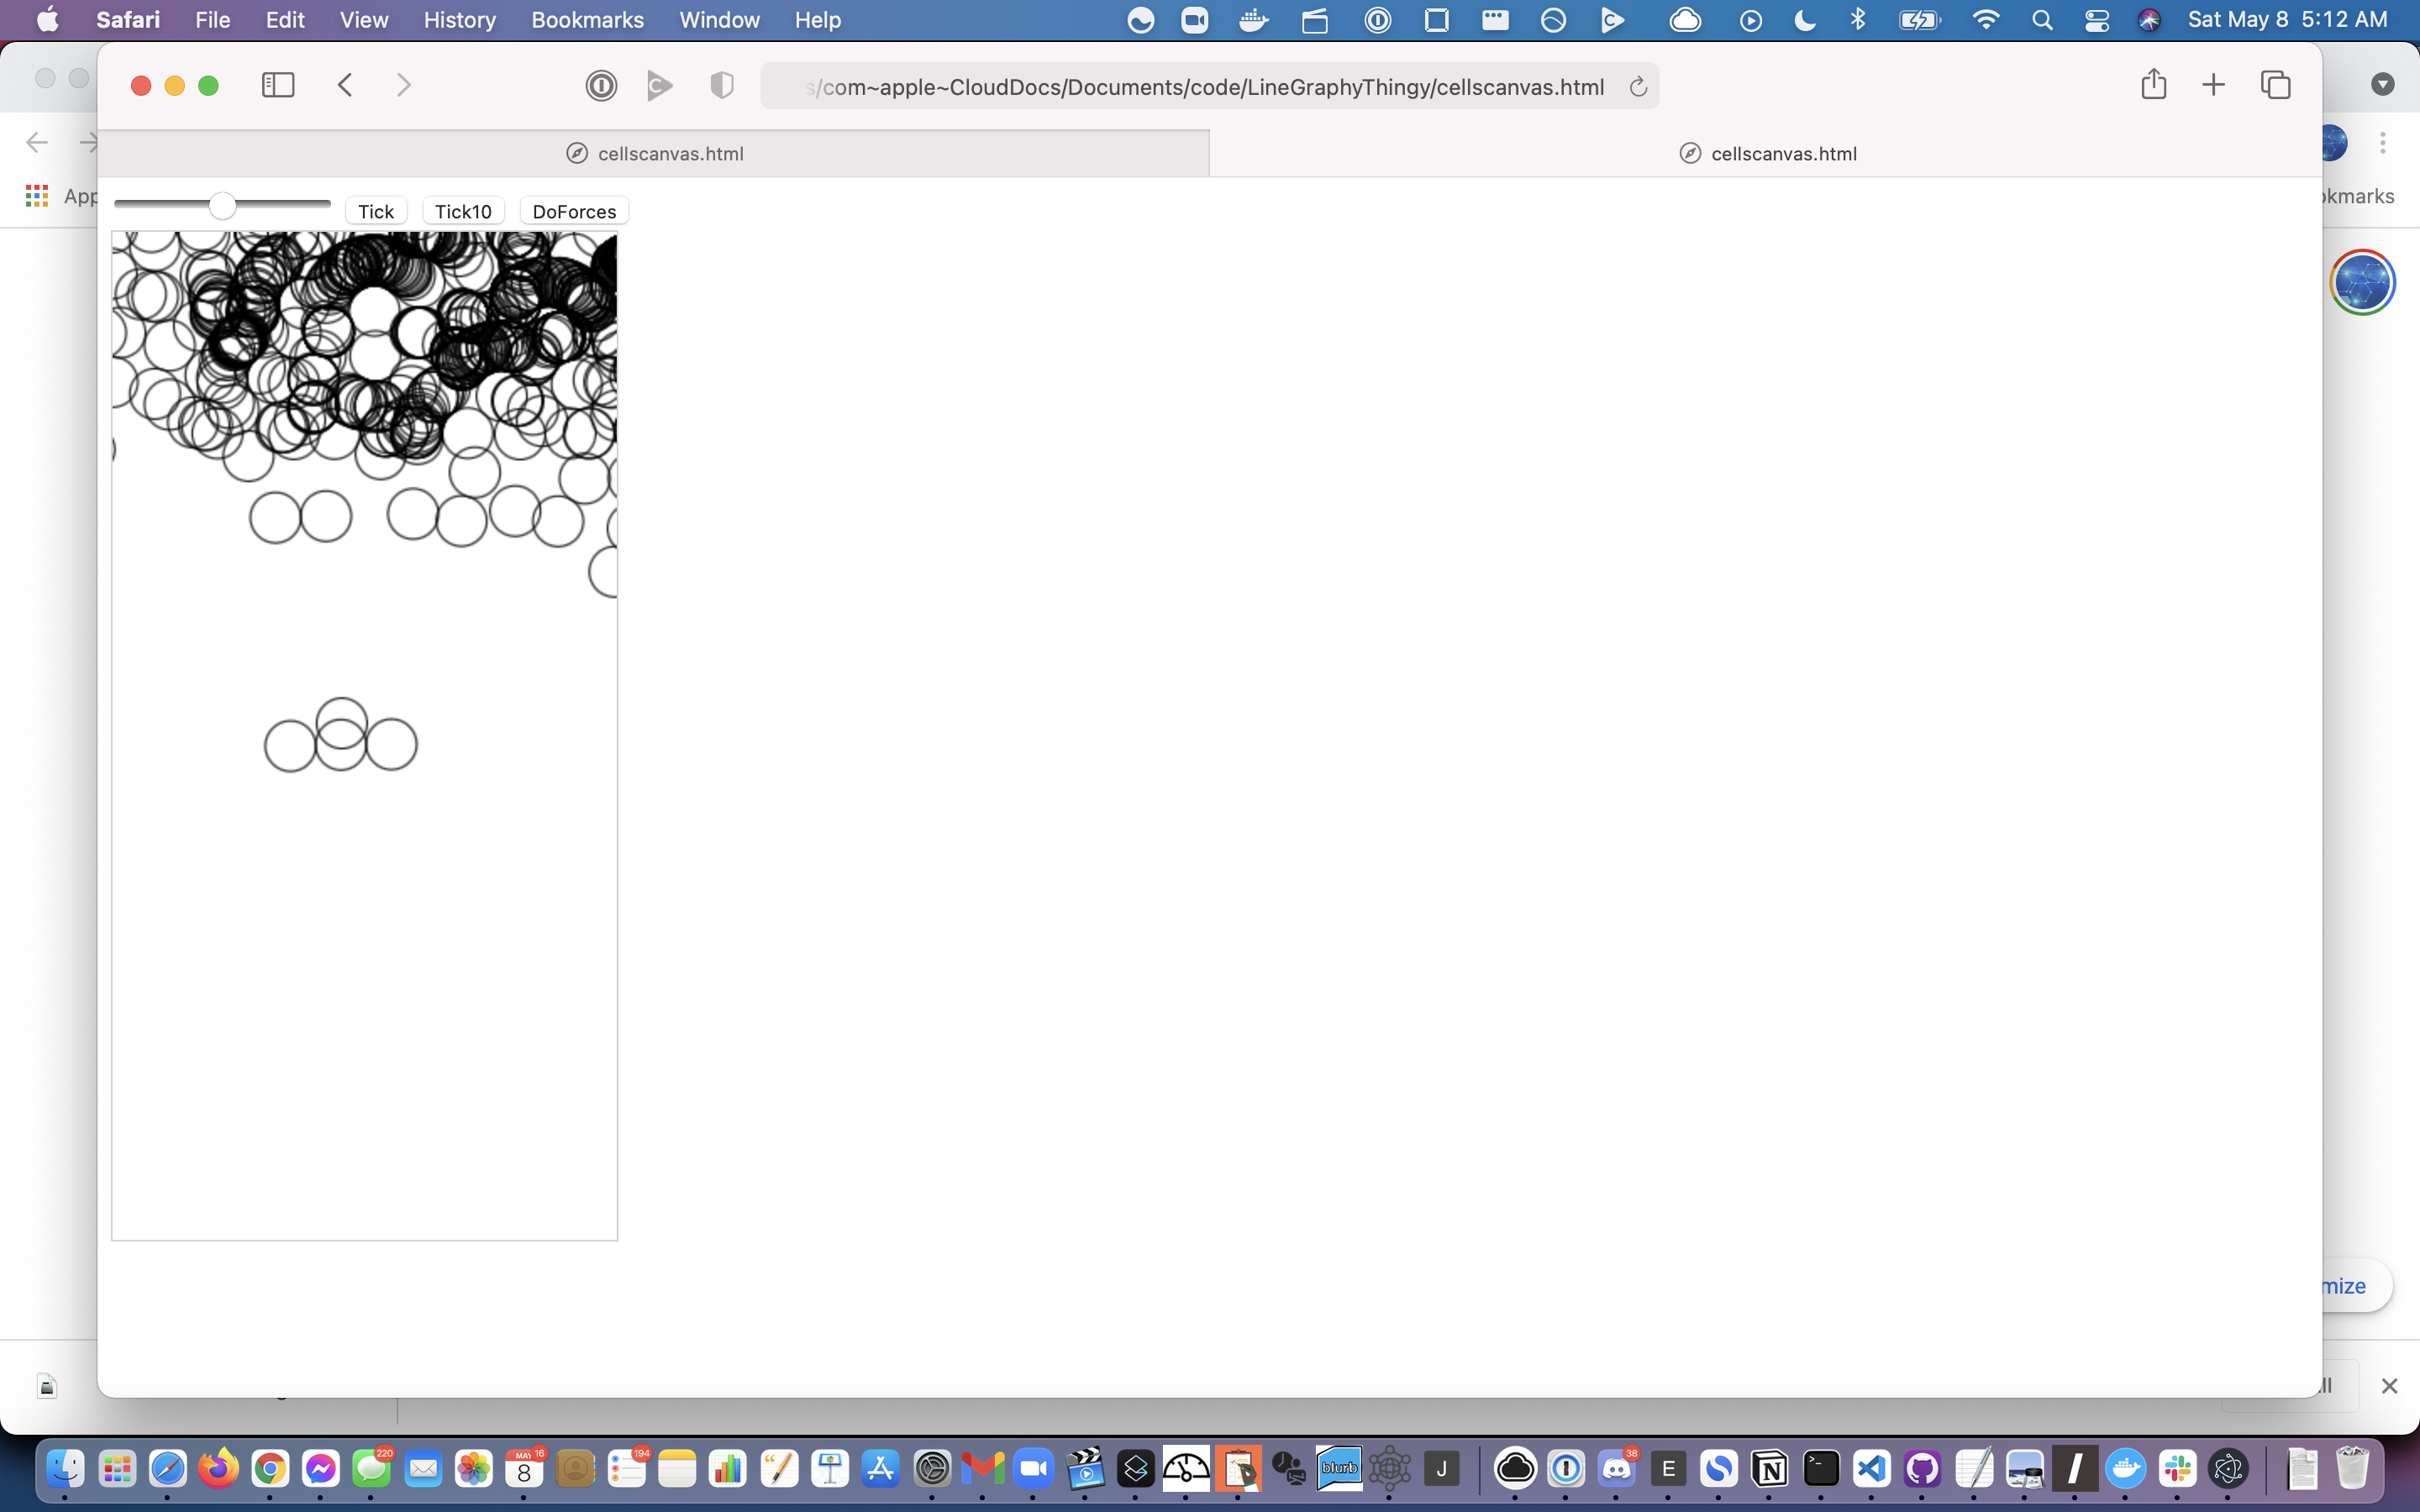 Safari File Edit View History Bookmarks Window Help Sat May 8 5:12 AM
s/com~apple~CloudDocs/Documents/code/LineGraphyThingy/cellscanvas.html
cellscanvas.html cellscanvas.html
App
kmarks
Tick Tick10 DoForces
mize
ll
220 MAY 16 194 38
8 blurb J E N